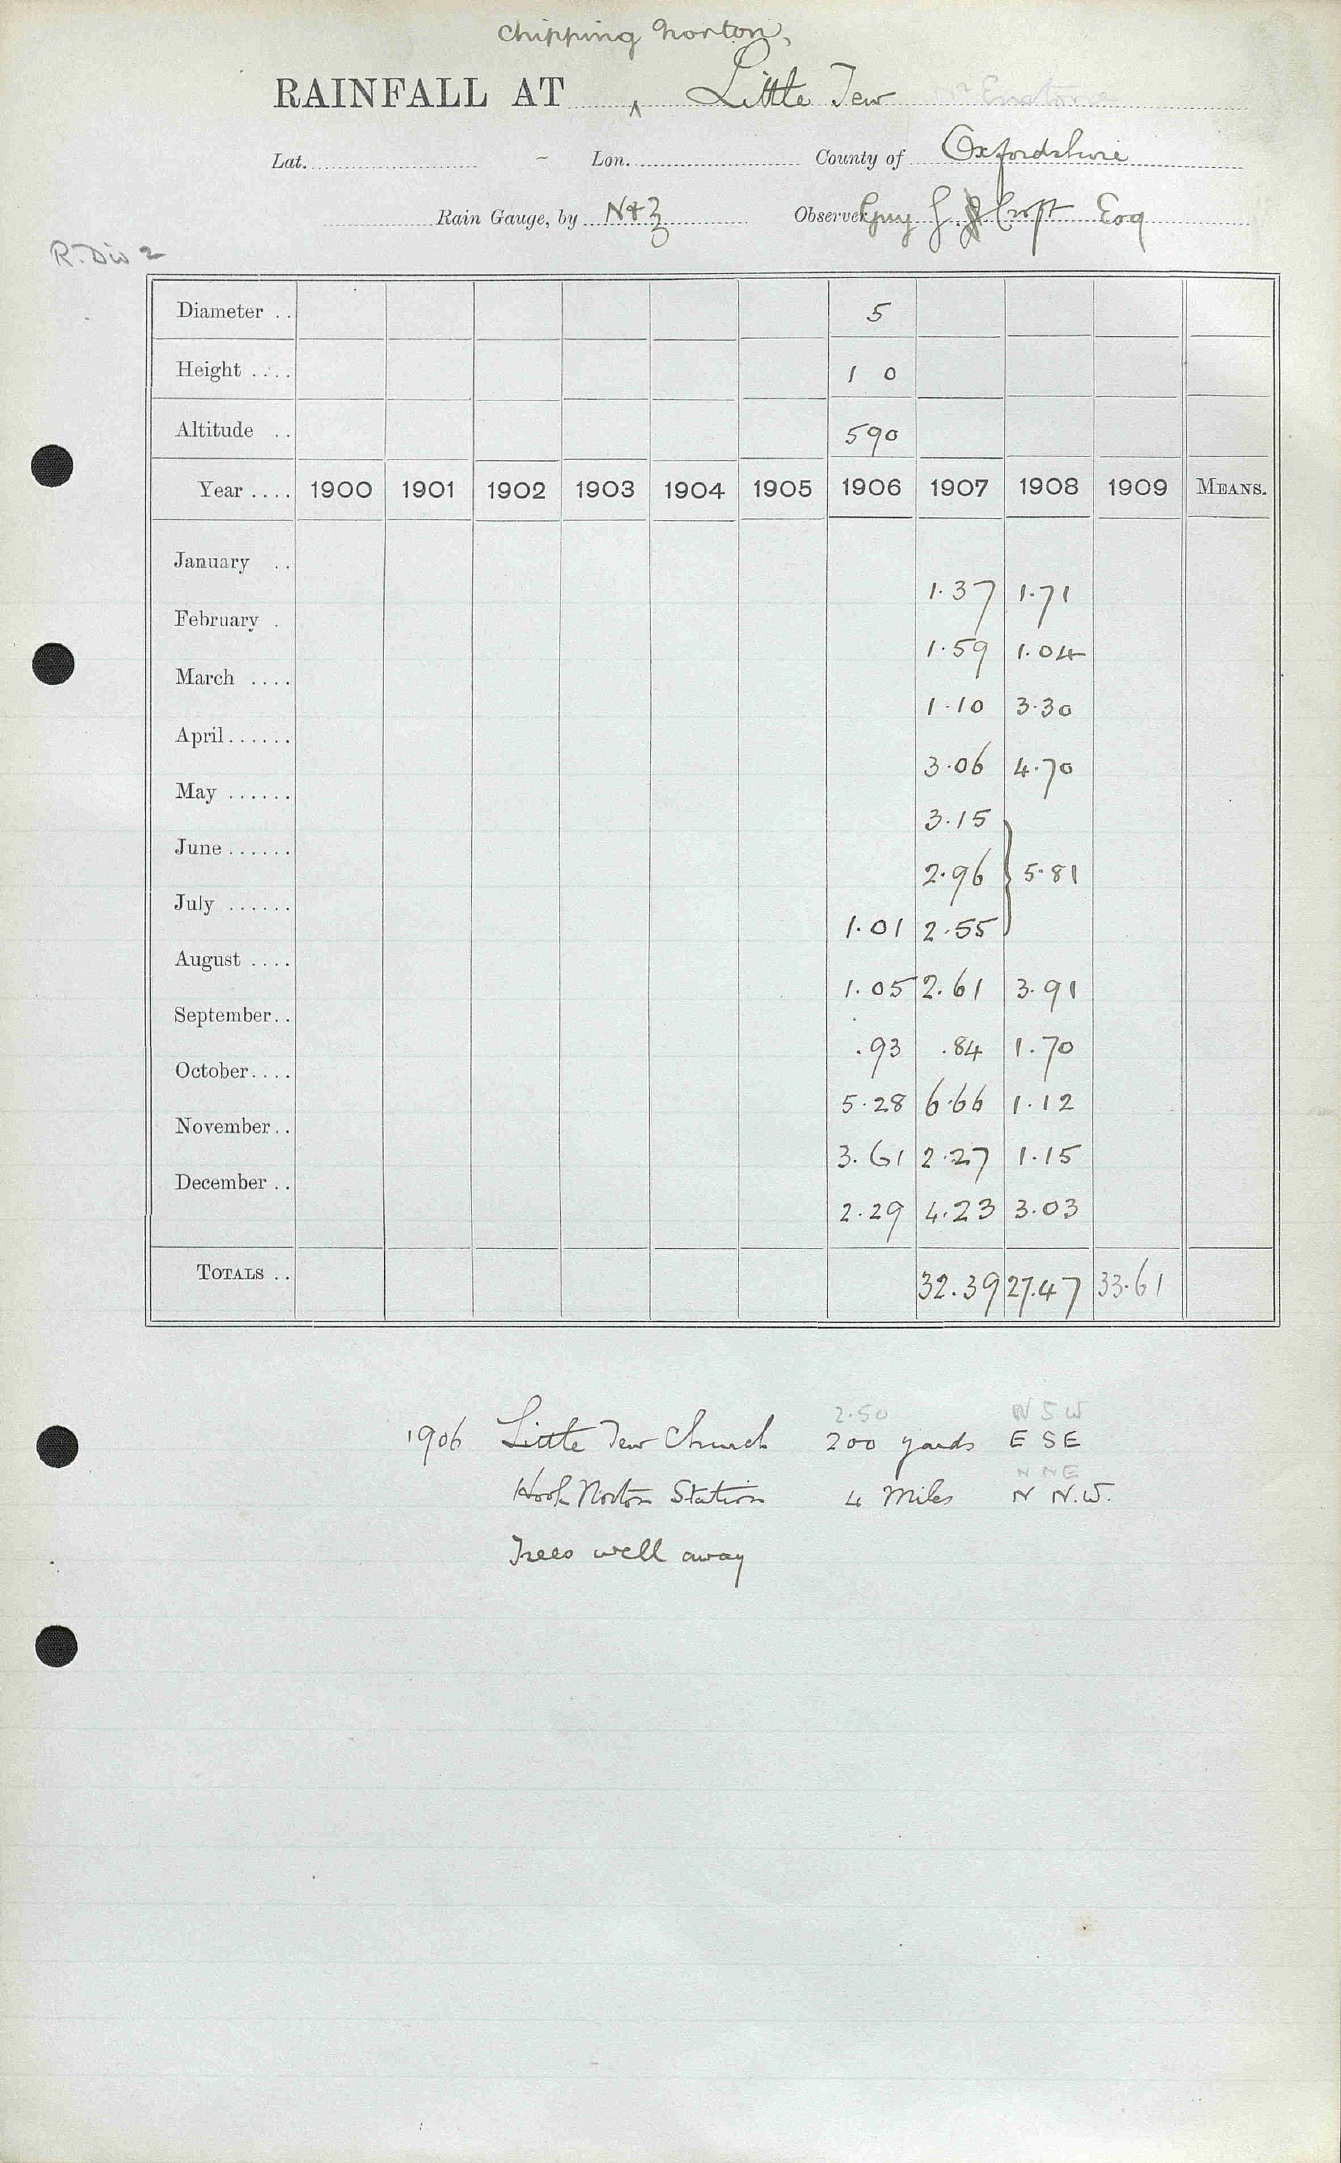 Chipping Norton,
RAINFALL AT ^ Little Tew nr Enstone
Lat. ~ Lon. County of Oxfordshire
Rain Gauge, by N & Z Observer Guy J. Croft Esq
R. Div 2
Diameter .. 5
Height .... 1 0
Altitude .. 590
Year .... 1900 1901 1902 1903 1904 1905 1906 1907 1908 1909 MEANS.
January .. 1.37 1.71
February . 1.59 1.04
March .... 1.10 3.30
April...... 3.06 4.70
May ...... 3.15
June ...... 2.96 } 5.81
July ...... 1.01 2.55
August .... 1.05 2.61 3.91
September.. .93 .84 1.70
October.... 5.28 6.66 1.12
November.. 3.61 2.27 1.15
December .. 2.29 4.23 3.03
TOTALS .. 32.39 27.47 33.61
2.50 W S W
1906 Little Tew Church 200 yards E S E
N N E
Hook Norton Station 4 Miles N N.W.
Trees well away